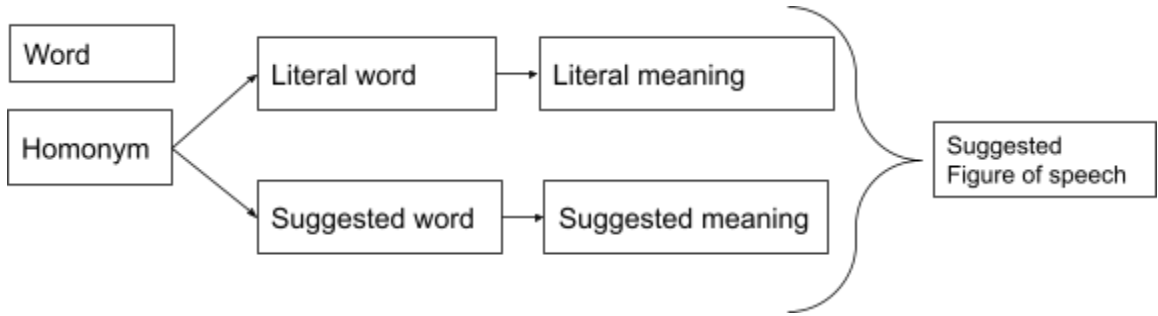 Word
Homonym
Literal word
Literal meaning
Suggested word
Suggested meaning
Suggested
Figure of speech